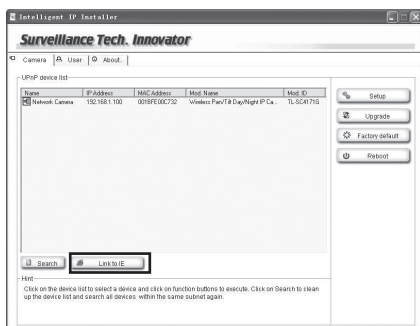 Intelligent IP Installer
Surveillance Tech. Innovator
Camera User About..
UPnP device list
Name IP Address MAC Address Mod. Name Mod. ID
Network Camera 192.168.1.100 001BFE00C732 Wireless Pan/Tilt Day/Night IP Ca... TL-SC4171G
Setup
Upgrade
Factory default
Reboot
Search Link to IE
Hint
Click on the device list to select a device and click on function buttons to execute. Click on Search to clean
up the device list and search all devices within the same subnet again.